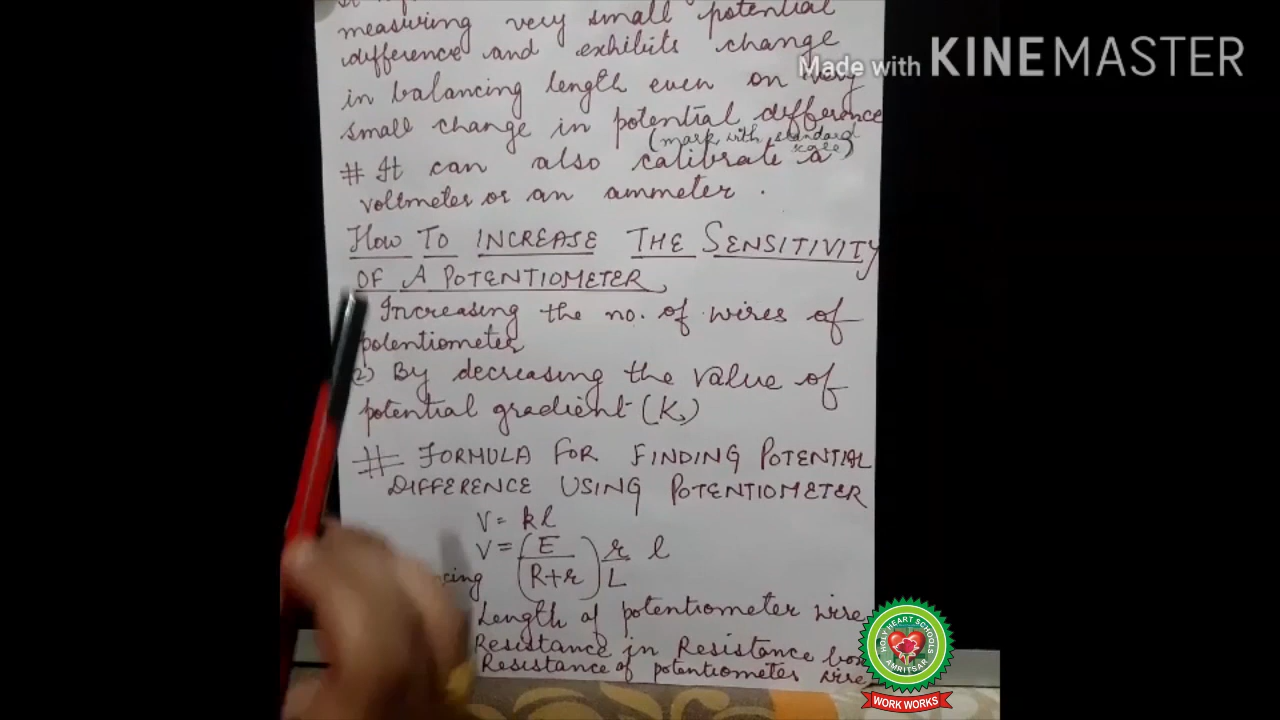 measuring very small potential
difference and exhibits change
in balancing length even on very
small change in potential difference
(mark with standard
scale)
# It can also calibrate a
voltmeter or an ammeter.
HOW TO INCREASE THE SENSITIVITY
OF A POTENTIOMETER
Increasing the no. of wires of
potentiometer
2) By decreasing the value of
potential gradient (K)
# FORMULA FOR FINDING POTENTIAL
DIFFERENCE USING POTENTIOMETER
V = kl
V = (E/(R+r)) r/L l
Length of potentiometer wire
Resistance in Resistance box
Resistance of potentiometer wire
Made with KINEMASTER
HOLY HEART SCHOOLS
AMRITSAR
WORK WORKS